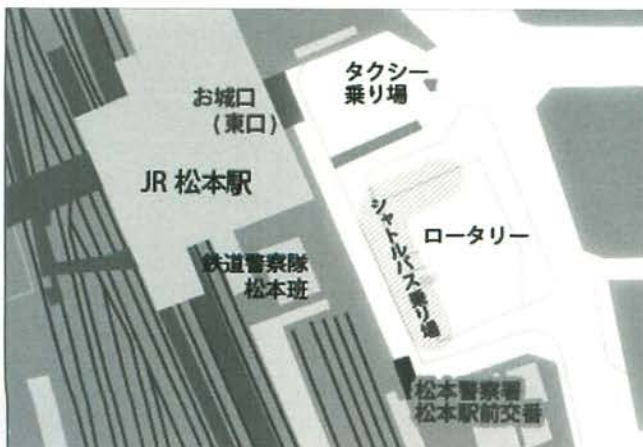 タクシー
乗り場
お城口
(東口)
JR 松本駅
ロータリー
シャトルバス乗り場
鉄道警察隊
松本班
松本警察署
松本駅前交番